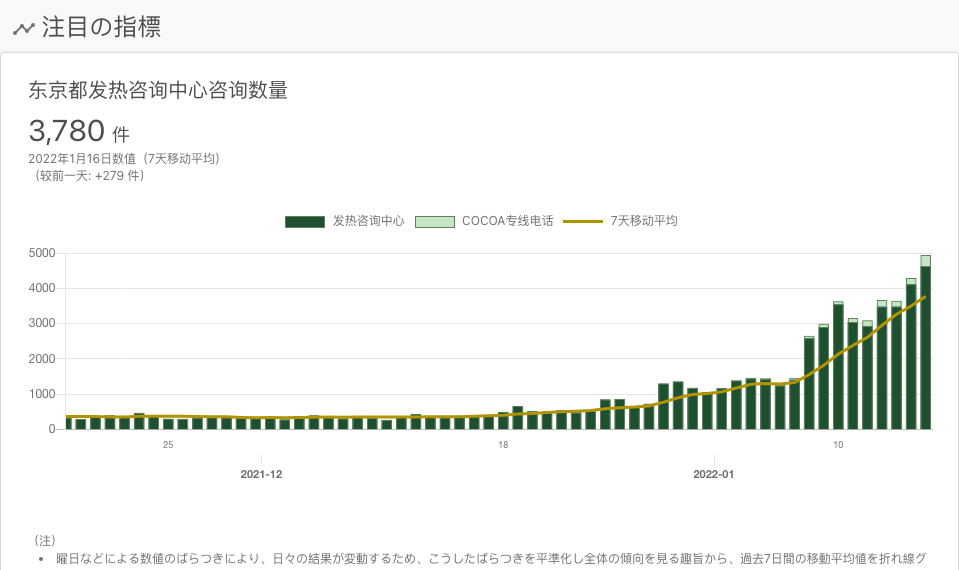 注目の指標
东京都发热咨询中心咨询数量
3,780 件
2022年1月16日数值（7天移动平均）
（较前一天: +279 件）
发热咨询中心 COCOA专线电话 7天移动平均
5000
4000
3000
2000
1000
0
25 18 10
2021-12 2022-01
（注）
• 曜日などによる数値のばらつきにより、日々の結果が変動するため、こうしたばらつきを平準化し全体の傾向を見る趣旨から、過去7日間の移動平均値を折れ線グ